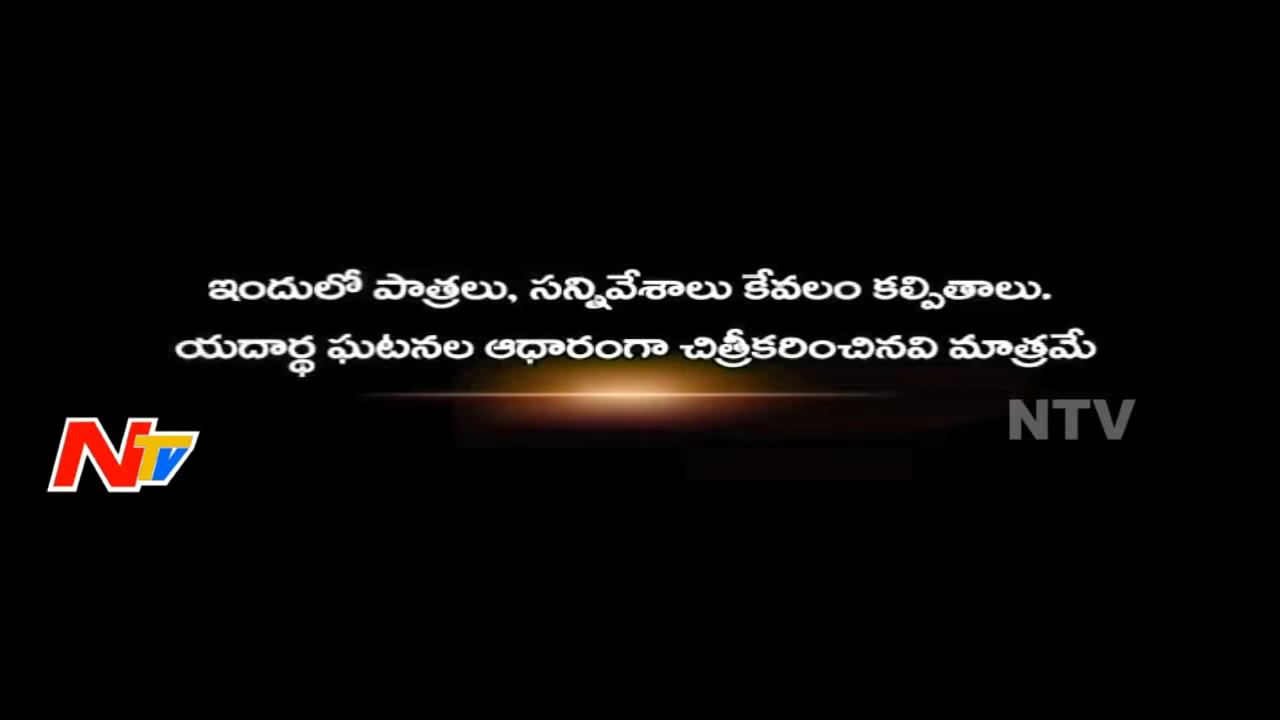 ఇందులో పాత్రలు, సన్నివేశాలు కేవలం కల్పితాలు.
యదార్ధ ఘటనల ఆధారంగా చిత్రీకరించినవి మాత్రమే
NTV
NTV